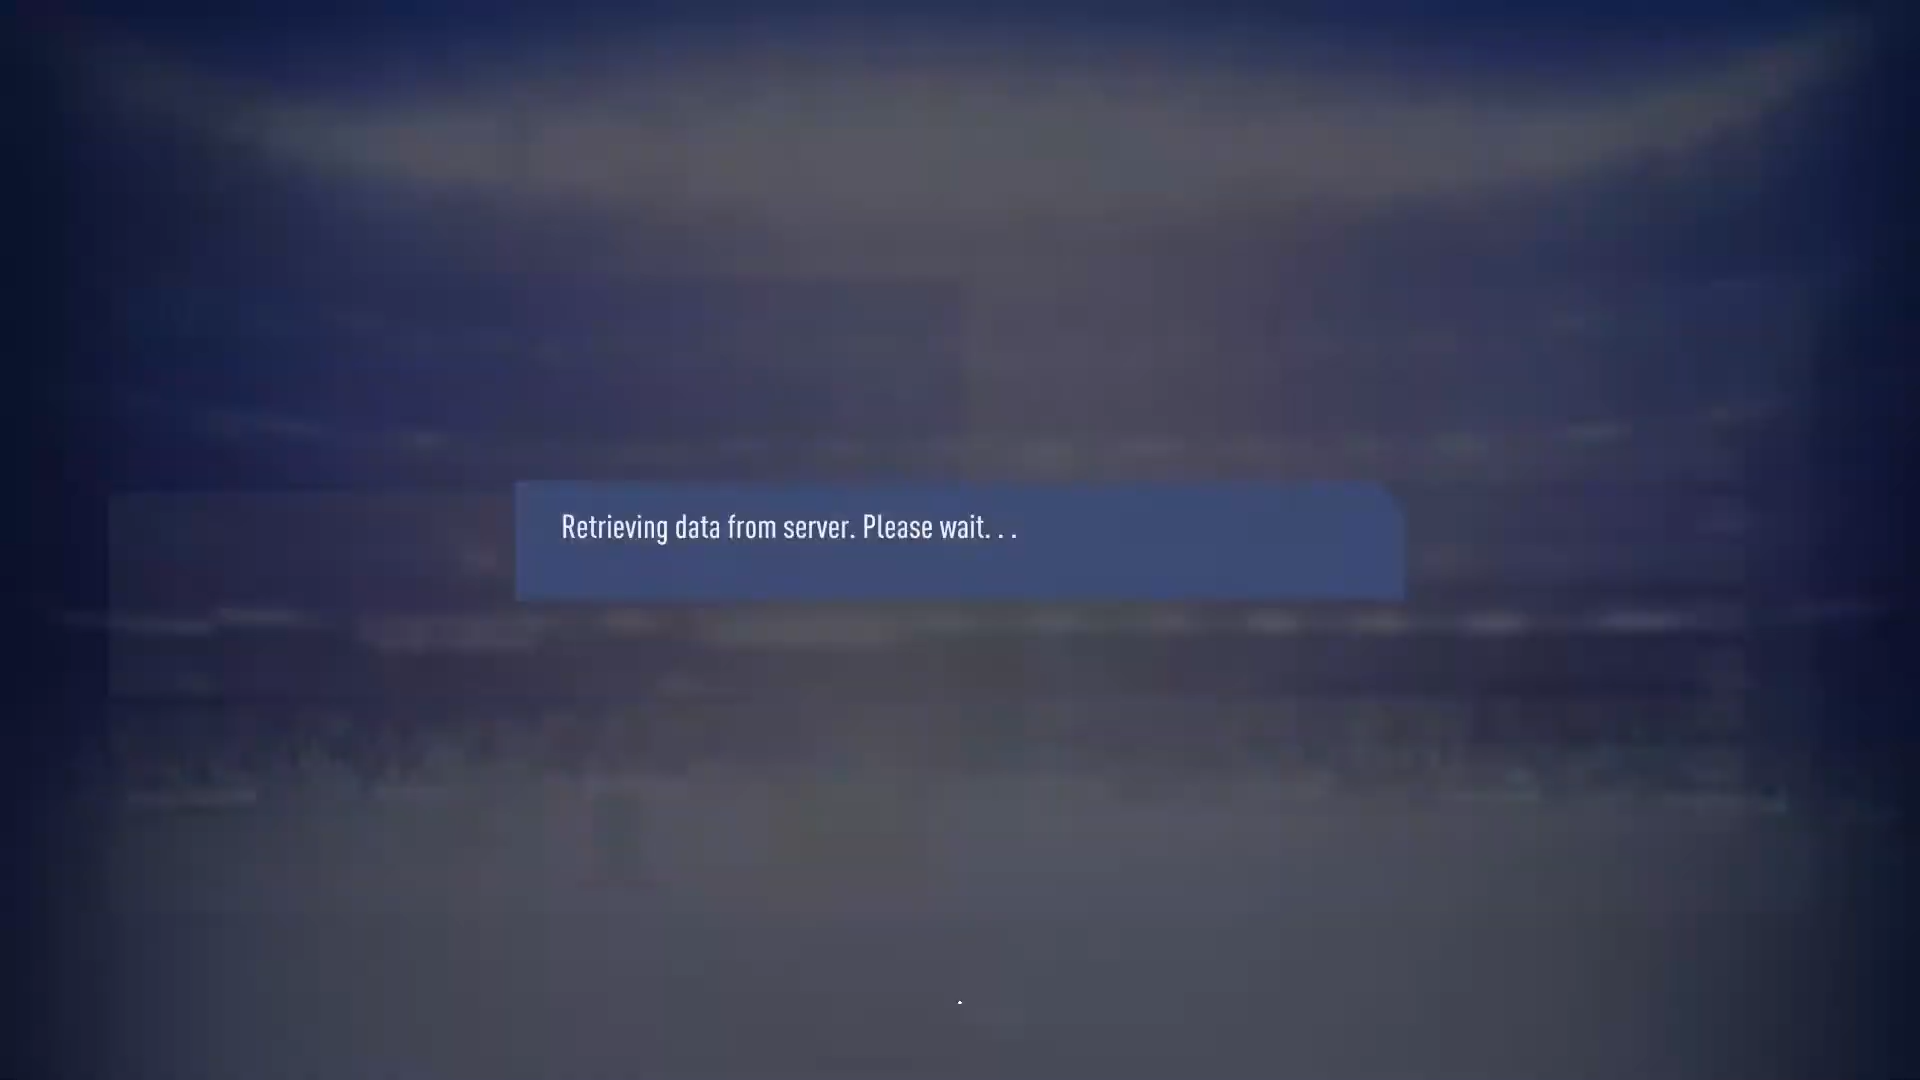 Retrieving data from server. Please wait. . .